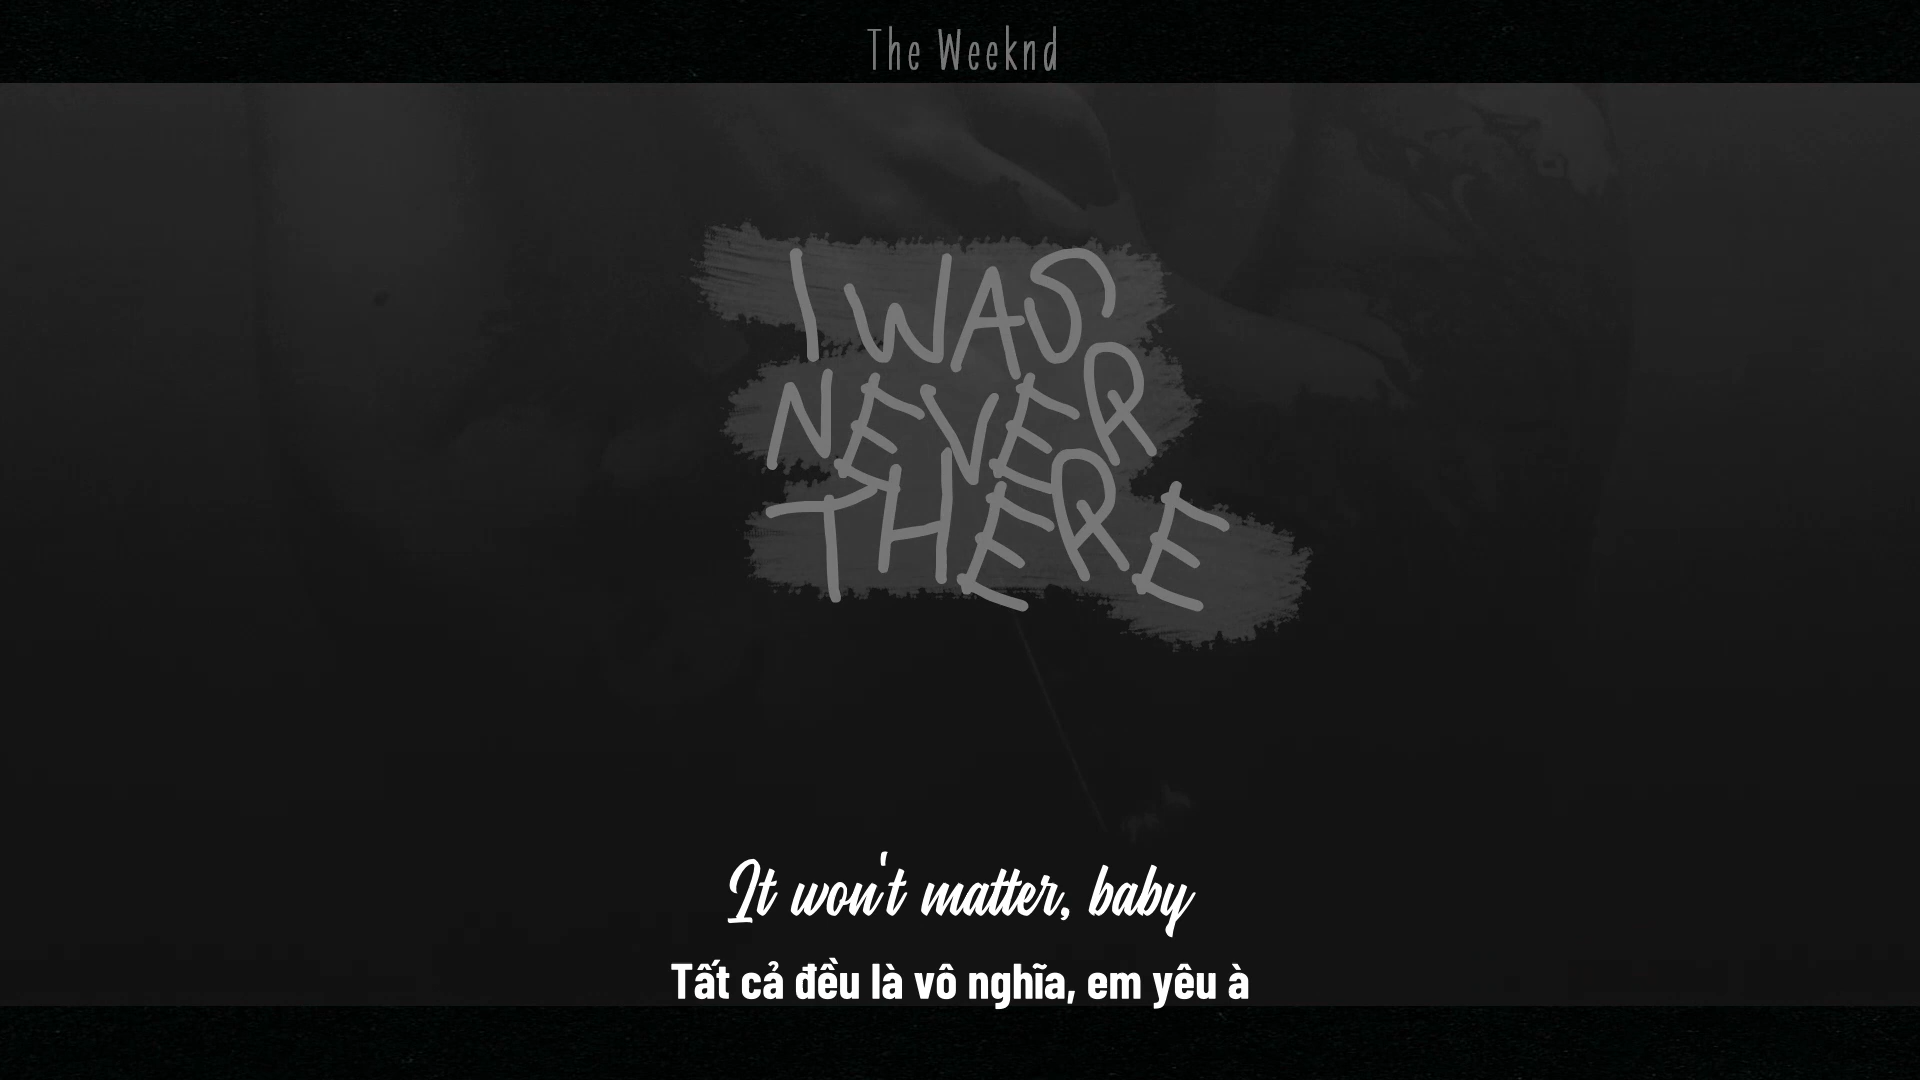 The Weeknd
I WAS
NEVER
THERE
It won't matter, baby
Tất cả đều là vô nghĩa, em yêu à